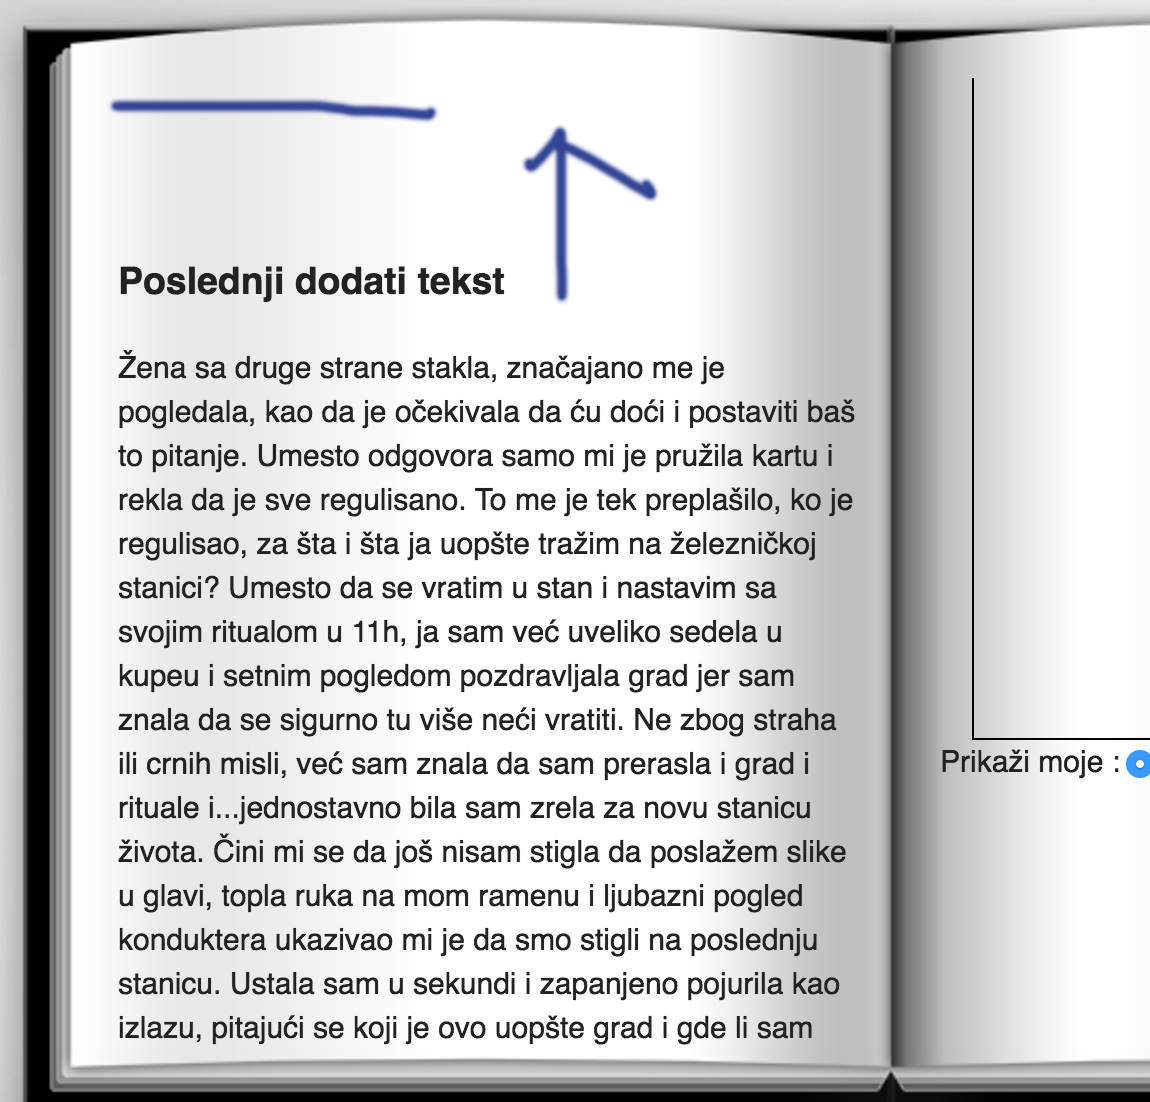 Poslednji dodati tekst
Žena sa druge strane stakla, značajano me je
pogledala, kao da je očekivala da ću doći i postaviti baš
to pitanje. Umesto odgovora samo mi je pružila kartu i
rekla da je sve regulisano. To me je tek preplašilo, ko je
regulisao, za šta i šta ja uopšte tražim na železničkoj
stanici? Umesto da se vratim u stan i nastavim sa
svojim ritualom u 11h, ja sam već uveliko sedela u
kupeu i setnim pogledom pozdravljala grad jer sam
znala da se sigurno tu više neći vratiti. Ne zbog straha
ili crnih misli, već sam znala da sam prerasla i grad i
rituale i...jednostavno bila sam zrela za novu stanicu
života. Čini mi se da još nisam stigla da poslažem slike
u glavi, topla ruka na mom ramenu i ljubazni pogled
konduktera ukazivao mi je da smo stigli na poslednju
stanicu. Ustala sam u sekundi i zapanjeno pojurila kao
izlazu, pitajući se koji je ovo uopšte grad i gde li sam
Prikaži moje :